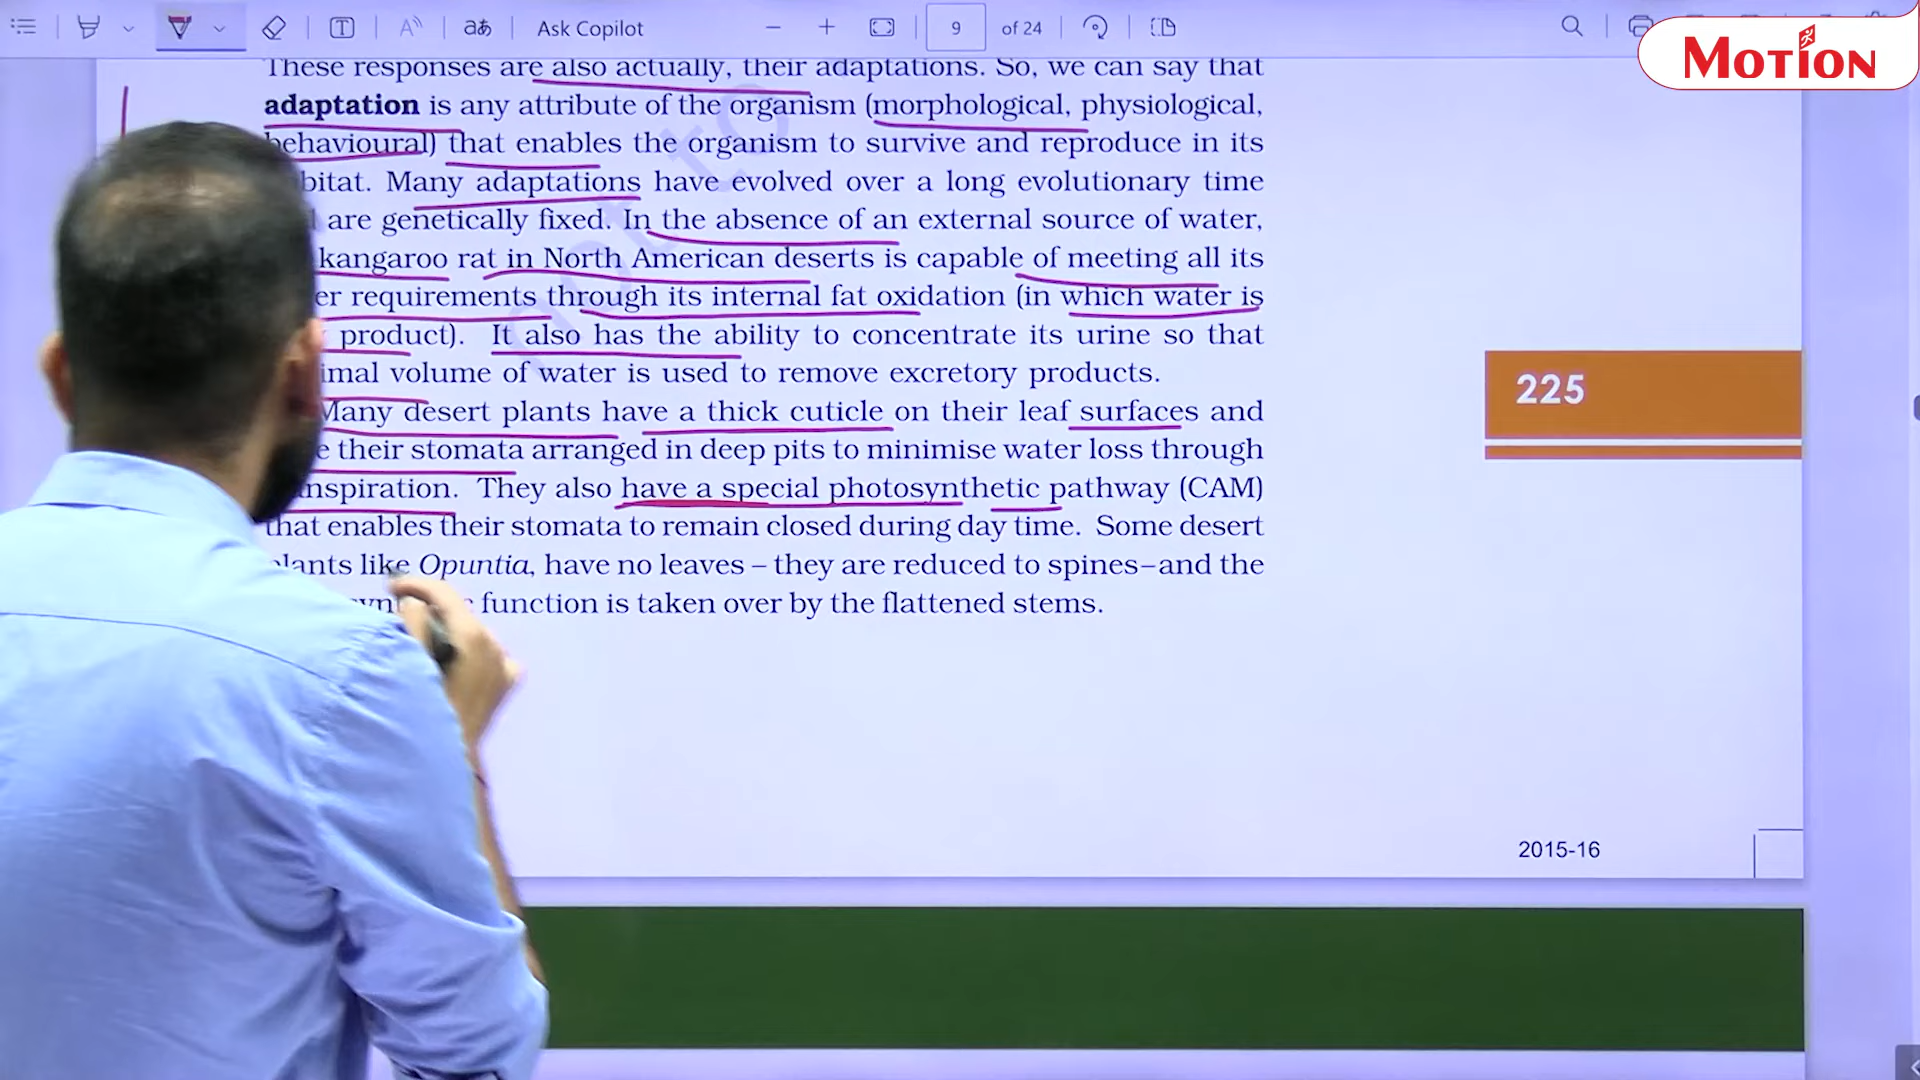 Ask Copilot
9 of 24
MOTION
These responses are also actually, their adaptations. So, we can say that
adaptation is any attribute of the organism (morphological, physiological,
behavioural) that enables the organism to survive and reproduce in its
bitat. Many adaptations have evolved over a long evolutionary time
are genetically fixed. In the absence of an external source of water,
kangaroo rat in North American deserts is capable of meeting all its
er requirements through its internal fat oxidation (in which water is
product). It also has the ability to concentrate its urine so that
imal volume of water is used to remove excretory products.
Many desert plants have a thick cuticle on their leaf surfaces and
e their stomata arranged in deep pits to minimise water loss through
nspiration. They also have a special photosynthetic pathway (CAM)
that enables their stomata to remain closed during day time. Some desert
plants like Opuntia, have no leaves – they are reduced to spines–and the
function is taken over by the flattened stems.
225
2015-16